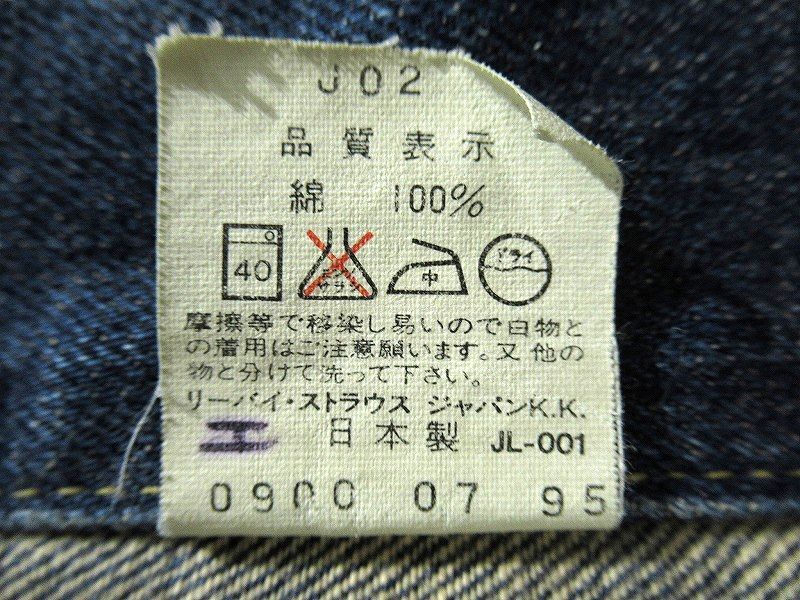 J02
品質表示
綿 100%
40 エンソサラシ 中 ドライ
摩擦等で移染し易いので白物と
の着用はご注意願います。又他の
物と分けて洗って下さい。
リーバイ・ストラウス ジャパンK.K.
エ 日本製 JL-001
0900 07 95